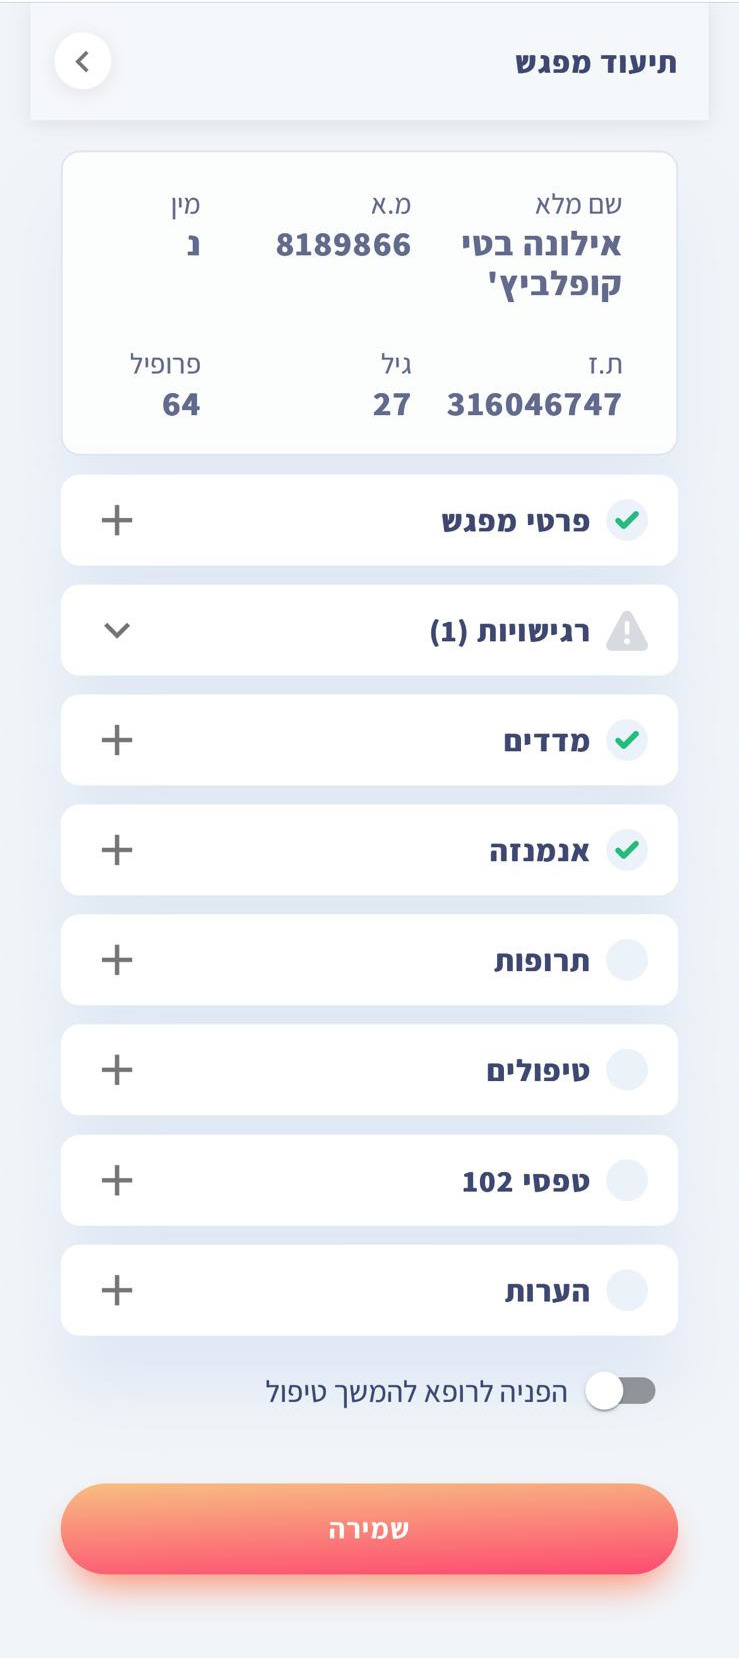 תיעוד מפגש
שם מלא
מ.א
מין
אילונה בטי
8189866
נ
קופלביץ'
ת.ז
גיל
פרופיל
316046747
27
64
פרטי מפגש
רגישויות (1)
מדדים
אנמנזה
תרופות
טיפולים
טפסי 102
הערות
הפניה לרופא להמשך טיפול
שמירה